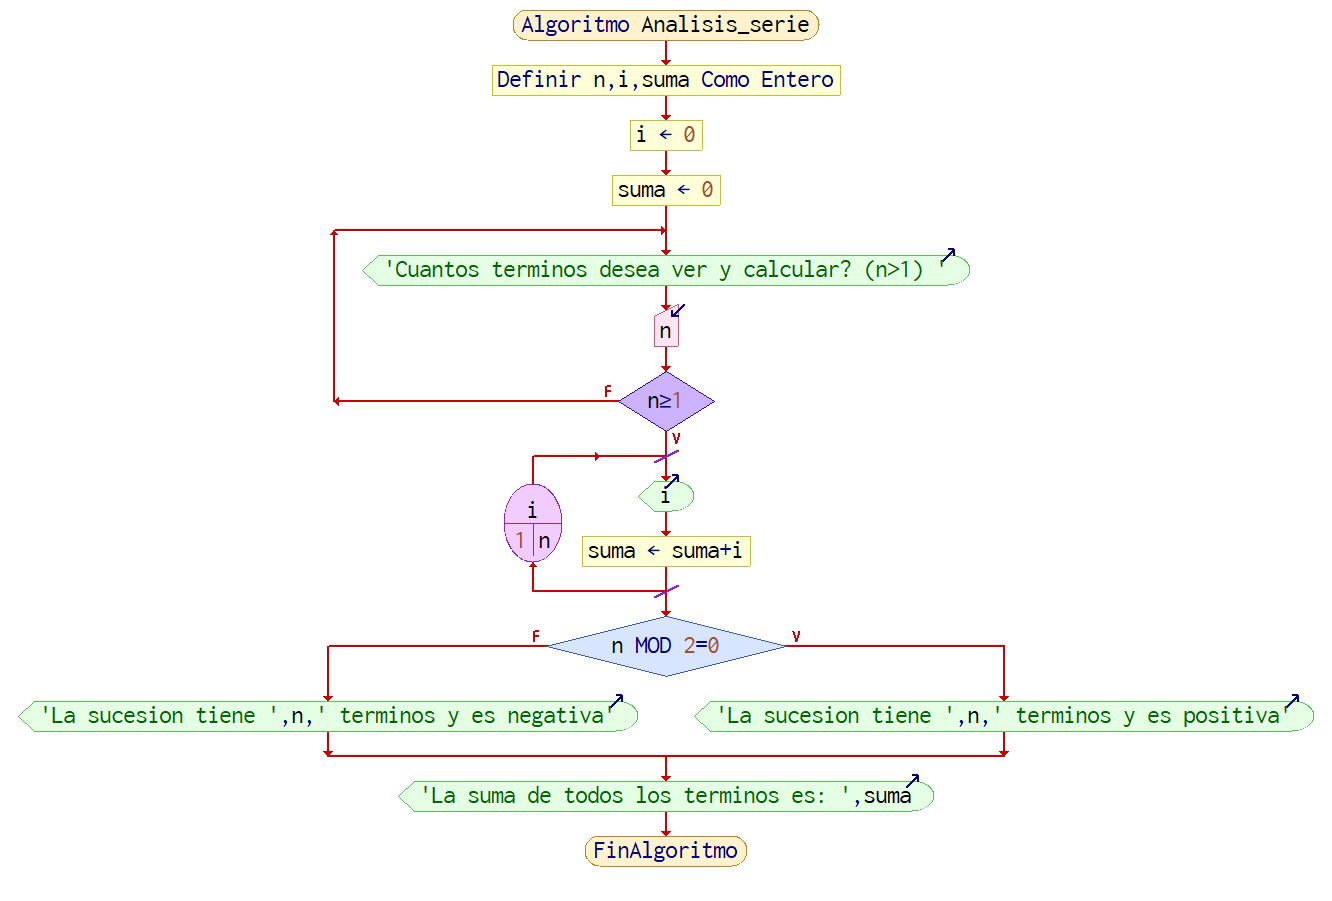 Algoritmo Analisis_serie
Definir n,i,suma Como Entero
i ← 0
suma ← 0
'Cuantos terminos desea ver y calcular? (n>1) '
n
F
n≥1
V
i
i
1 n
suma ← suma+i
F
n MOD 2=0
V
'La sucesion tiene ',n,' terminos y es negativa'
'La sucesion tiene ',n,' terminos y es positiva'
'La suma de todos los terminos es: ',suma
FinAlgoritmo